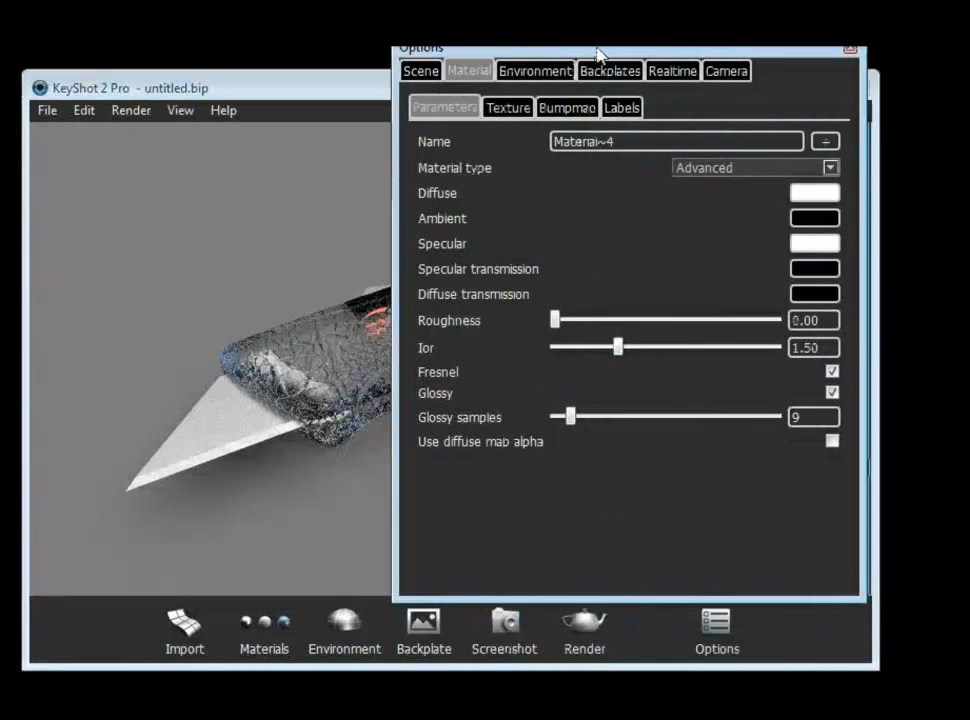 Options
Scene Material Environment Backplates Realtime Camera
KeyShot 2 Pro - untitled.bip
File Edit Render View Help
Parameters Texture Bumpmap Labels
Name Material~4 +
Material type Advanced
Diffuse
Ambient
Specular
Specular transmission
Diffuse transmission
Roughness 0.00
Ior 1.50
Fresnel
Glossy
Glossy samples 9
Use diffuse map alpha
Import Materials Environment Backplate Screenshot Render Options